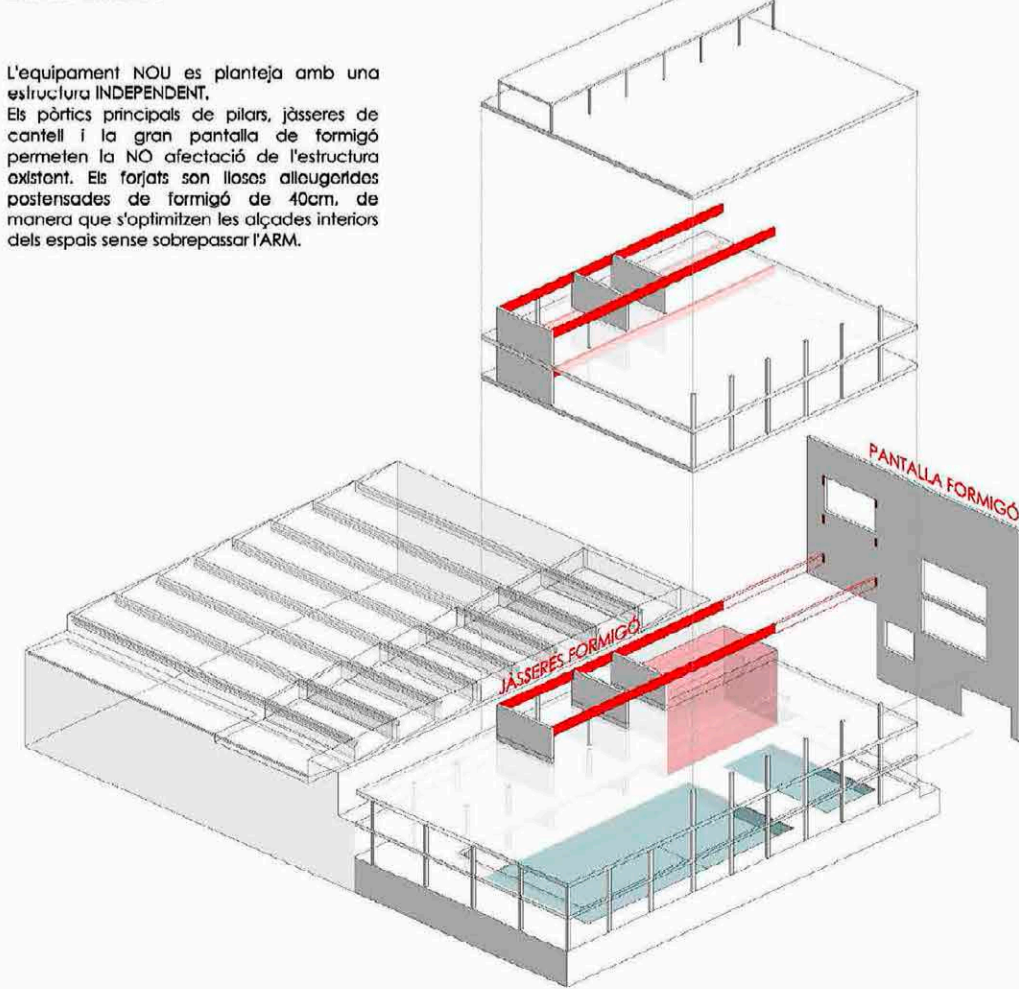 L'equipament NOU es planteja amb una
estructura INDEPENDENT.
Els pòrtics principals de pilars, jàsseres de
cantell i la gran pantalla de formigó
permeten la NO afectació de l'estructura
existent. Els forjats son lloses alleugerides
postensades de formigó de 40cm, de
manera que s'optimitzen les alçades interiors
dels espais sense sobrepassar l'ARM.
PANTALLA FORMIGÓ
JÀSSERES FORMIGÓ